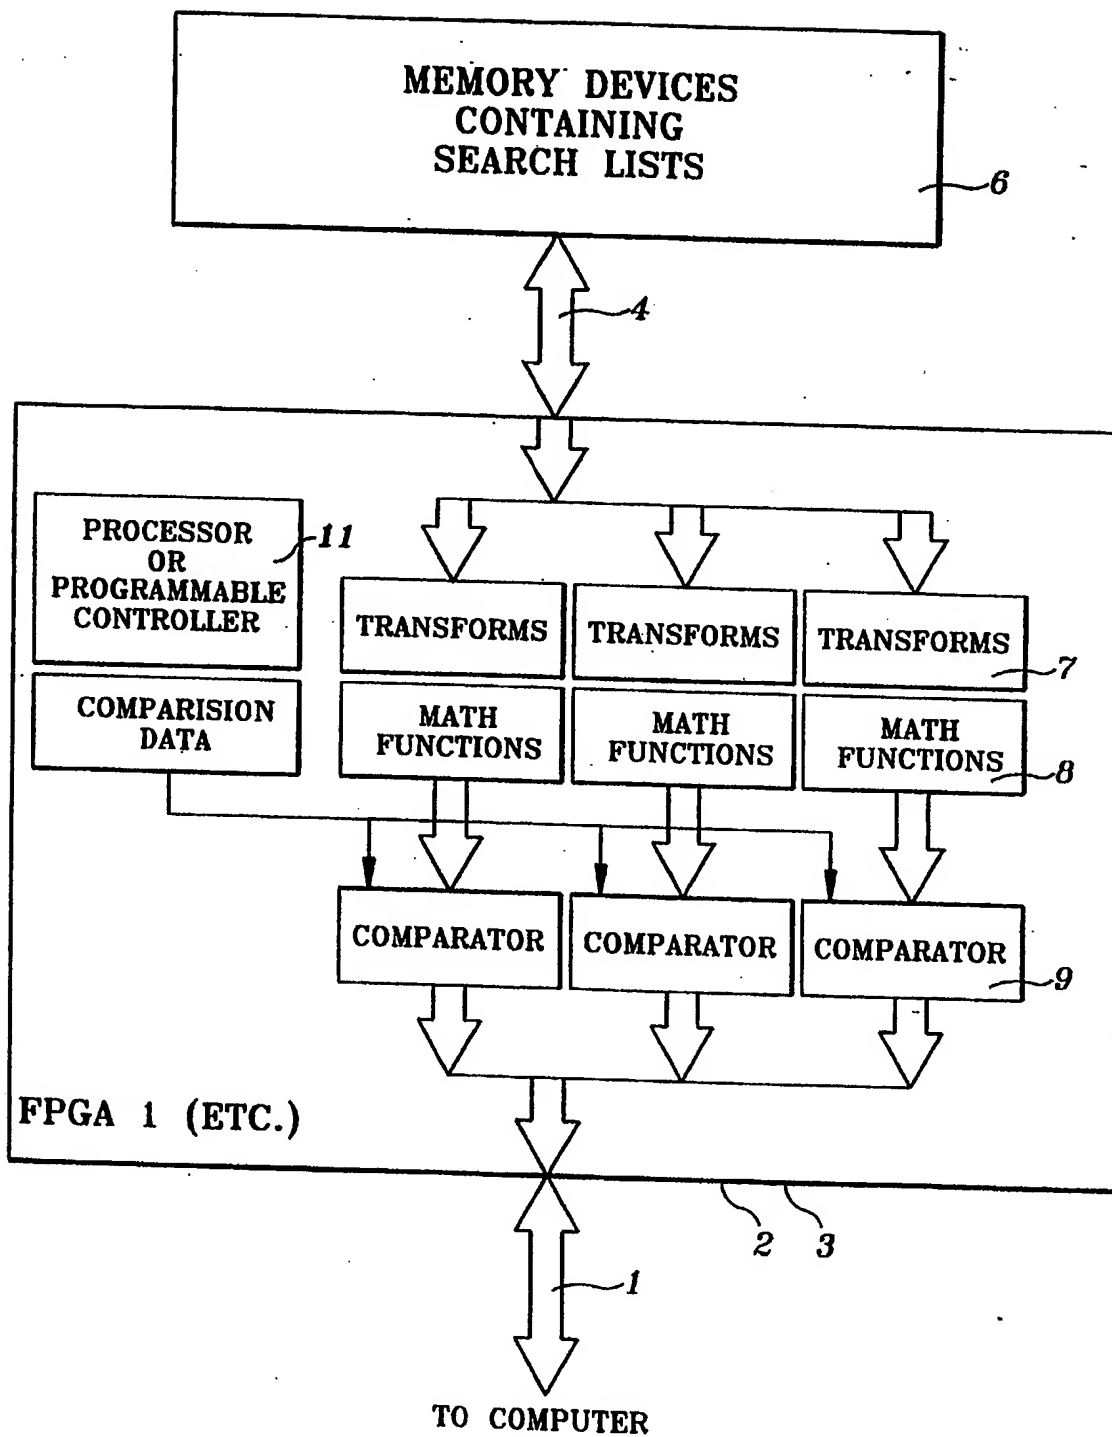 MEMORY DEVICES
CONTAINING
SEARCH LISTS
6
4
PROCESSOR
OR
PROGRAMMABLE
CONTROLLER
11
TRANSFORMS
TRANSFORMS
TRANSFORMS
7
COMPARISION
DATA
MATH
FUNCTIONS
MATH
FUNCTIONS
MATH
FUNCTIONS
8
COMPARATOR
COMPARATOR
COMPARATOR
9
FPGA 1 (ETC.)
2
3
1
TO COMPUTER